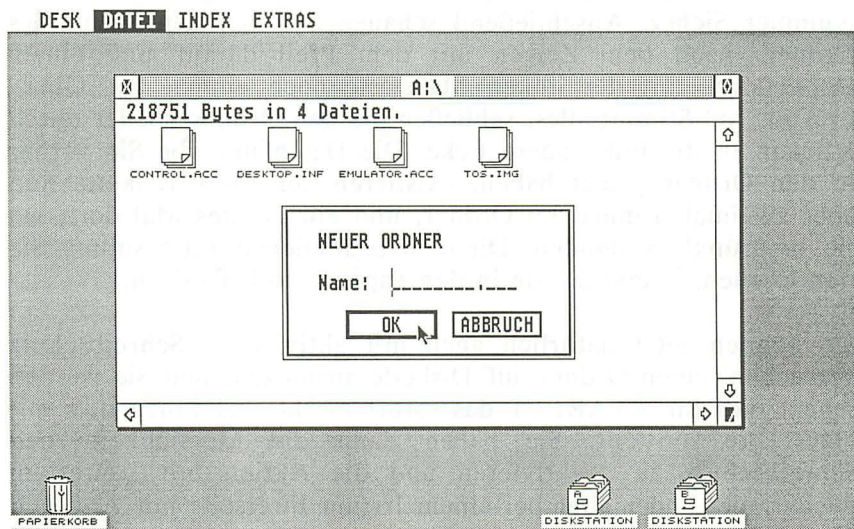 DESK DATEI INDEX EXTRAS
A:\
218751 Bytes in 4 Dateien.
CONTROL.ACC DESKTOP.INF EMULATOR.ACC TOS.IMG
NEUER ORDNER
Name: ________.___
OK ABBRUCH
A B
PAPIERKORB DISKSTATION DISKSTATION